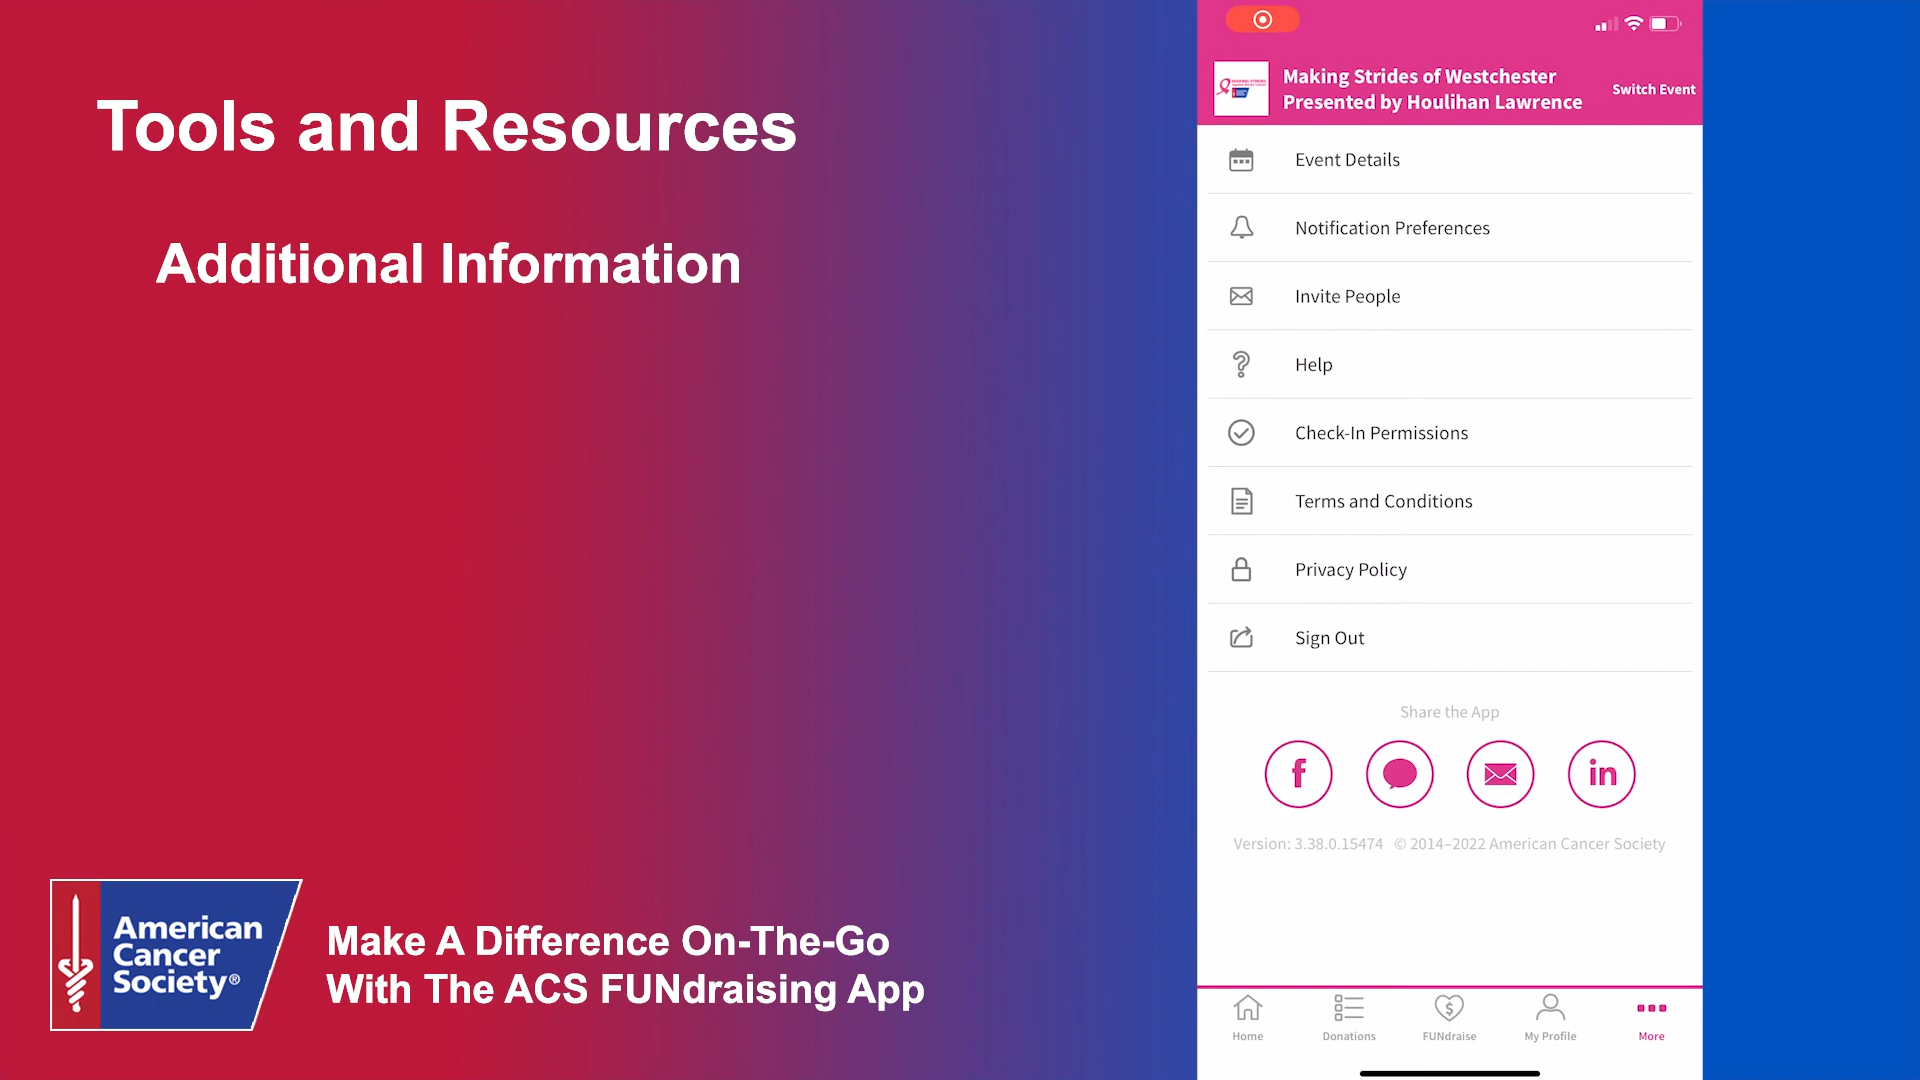 Tools and Resources
Additional Information
American
Cancer
Society®
Make A Difference On-The-Go
With The ACS FUNdraising App
Making Strides of Westchester
Presented by Houlihan Lawrence
Switch Event
Event Details
Notification Preferences
Invite People
Help
Check-In Permissions
Terms and Conditions
Privacy Policy
Sign Out
Share the App
f
in
Version: 3.38.0.15474 © 2014–2022 American Cancer Society
Home
Donations
FUNdraise
My Profile
More